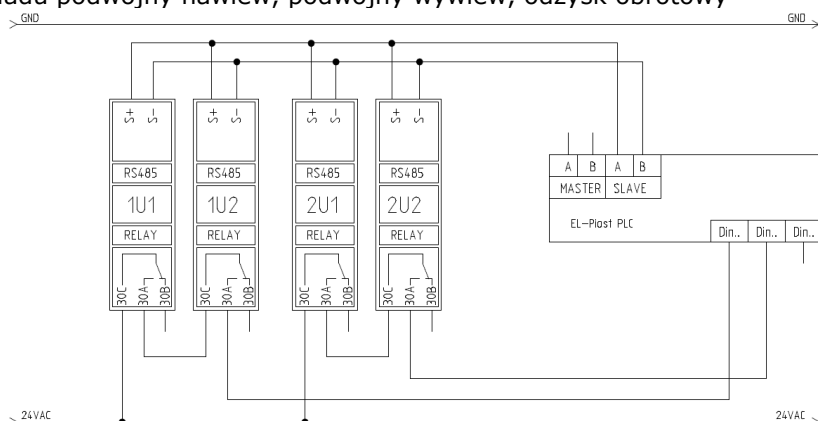 podwójny nawiew, podwójny wywiew, odzysk obrotowy
GND GND
S+ S- S+ S- S+ S- S+ S-
RS485 RS485 RS485 RS485
1U1 1U2 2U1 2U2
RELAY RELAY RELAY RELAY
30C 30A 30B 30C 30A 30B 30C 30A 30B 30C 30A 30B
A B A B
MASTER SLAVE
EL-Piast PLC
Din.. Din.. Din..
24VAC 24VAC